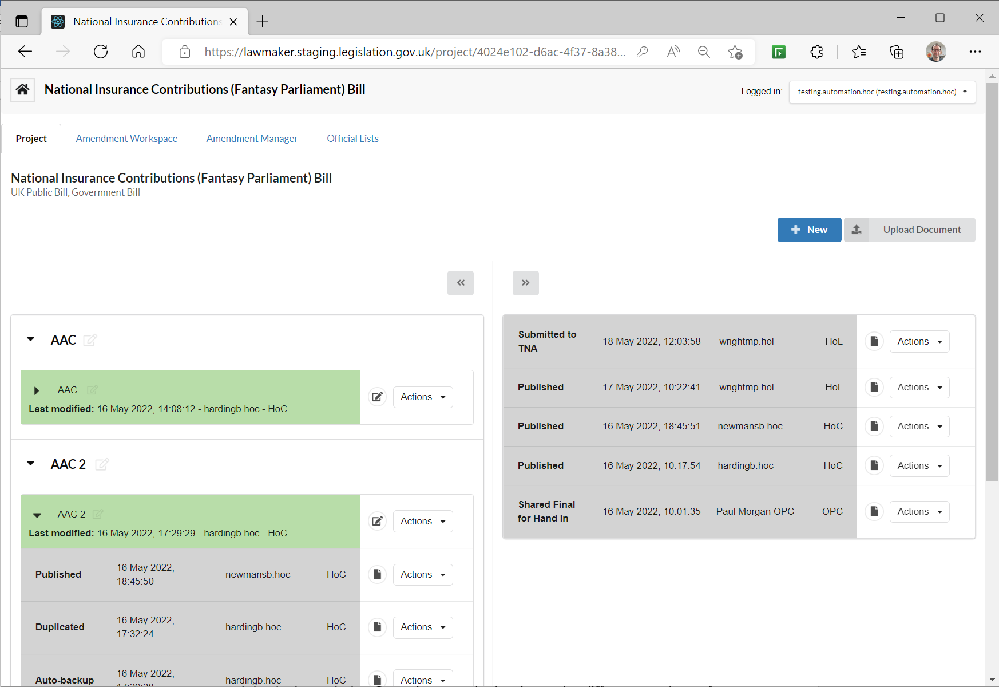 National Insurance Contributions
https://lawmaker.staging.legislation.gov.uk/project/4024e102-d6ac-4f37-8a38...
National Insurance Contributions (Fantasy Parliament) Bill
Logged in:
testing.automation.hoc (testing.automation.hoc)
Project
Amendment Workspace
Amendment Manager
Official Lists
National Insurance Contributions (Fantasy Parliament) Bill
UK Public Bill, Government Bill
New
Upload Document
AAC
AAC
Last modified: 16 May 2022, 14:08:12 - hardingb.hoc - HoC
Actions
AAC 2
AAC 2
Last modified: 16 May 2022, 17:29:29 - hardingb.hoc - HoC
Actions
Published
16 May 2022,
18:45:50
newmansb.hoc
HoC
Actions
Duplicated
16 May 2022,
17:32:24
hardingb.hoc
HoC
Actions
Auto-backup
16 May 2022,
hardingb.hoc
HoC
Actions
Submitted to
TNA
18 May 2022, 12:03:58
wrightmp.hol
HoL
Actions
Published
17 May 2022, 10:22:41
wrightmp.hol
HoL
Actions
Published
16 May 2022, 18:45:51
newmansb.hoc
HoC
Actions
Published
16 May 2022, 10:17:54
hardingb.hoc
HoC
Actions
Shared Final
for Hand in
16 May 2022, 10:01:35
Paul Morgan OPC
OPC
Actions